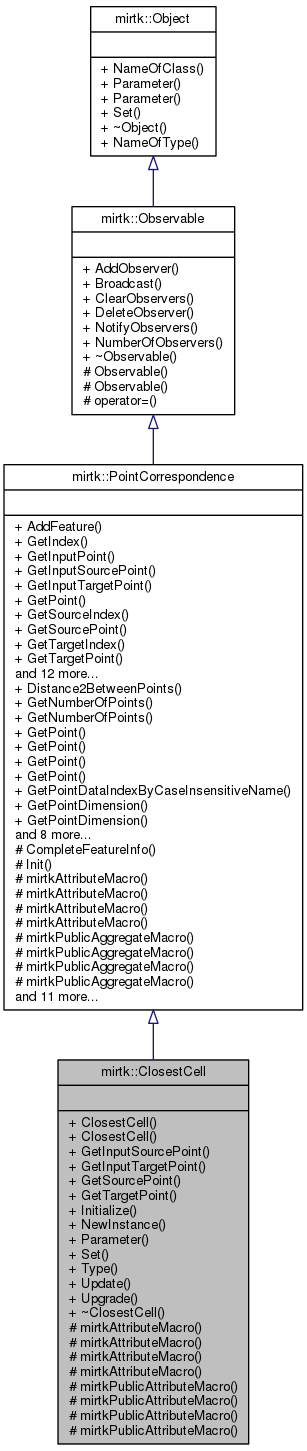 mirtk::Object
+ NameOfClass()
+ Parameter()
+ Parameter()
+ Set()
+ ~Object()
+ NameOfType()
mirtk::Observable
+ AddObserver()
+ Broadcast()
+ ClearObservers()
+ DeleteObserver()
+ NotifyObservers()
+ NumberOfObservers()
+ ~Observable()
# Observable()
# Observable()
# operator=()
mirtk::PointCorrespondence
+ AddFeature()
+ GetIndex()
+ GetInputPoint()
+ GetInputSourcePoint()
+ GetInputTargetPoint()
+ GetPoint()
+ GetSourceIndex()
+ GetSourcePoint()
+ GetTargetIndex()
+ GetTargetPoint()
and 12 more...
+ Distance2BetweenPoints()
+ GetNumberOfPoints()
+ GetNumberOfPoints()
+ GetPoint()
+ GetPoint()
+ GetPoint()
+ GetPoint()
+ GetPointDataIndexByCaseInsensitiveName()
+ GetPointDimension()
+ GetPointDimension()
and 8 more...
# CompleteFeatureInfo()
# Init()
# mirtkAttributeMacro()
# mirtkAttributeMacro()
# mirtkAttributeMacro()
# mirtkAttributeMacro()
# mirtkPublicAggregateMacro()
# mirtkPublicAggregateMacro()
# mirtkPublicAggregateMacro()
# mirtkPublicAggregateMacro()
and 11 more...
mirtk::ClosestCell
+ ClosestCell()
+ ClosestCell()
+ GetInputSourcePoint()
+ GetInputTargetPoint()
+ GetSourcePoint()
+ GetTargetPoint()
+ Initialize()
+ NewInstance()
+ Parameter()
+ Set()
+ Type()
+ Update()
+ Upgrade()
+ ~ClosestCell()
# mirtkAttributeMacro()
# mirtkAttributeMacro()
# mirtkAttributeMacro()
# mirtkAttributeMacro()
# mirtkPublicAttributeMacro()
# mirtkPublicAttributeMacro()
# mirtkPublicAttributeMacro()
# mirtkPublicAttributeMacro()